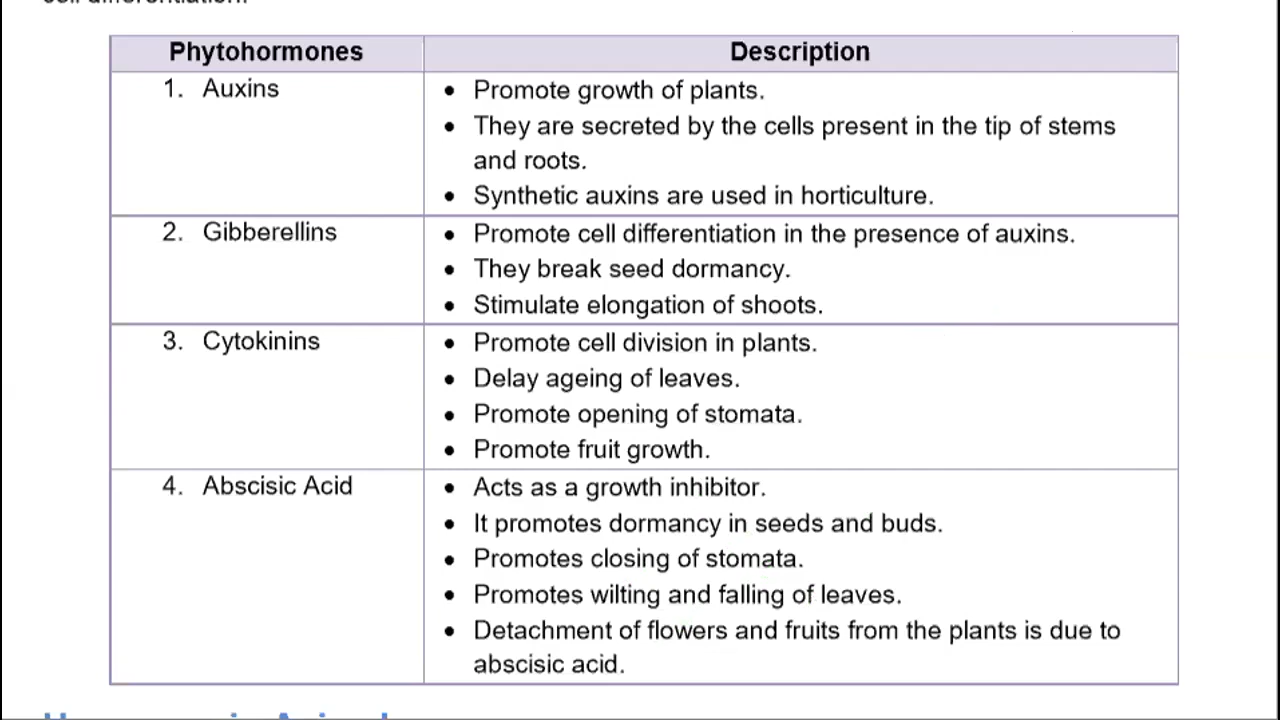 cell differentiation.
Phytohormones Description
1. Auxins
• Promote growth of plants.
• They are secreted by the cells present in the tip of stems
and roots.
• Synthetic auxins are used in horticulture.
2. Gibberellins
• Promote cell differentiation in the presence of auxins.
• They break seed dormancy.
• Stimulate elongation of shoots.
3. Cytokinins
• Promote cell division in plants.
• Delay ageing of leaves.
• Promote opening of stomata.
• Promote fruit growth.
4. Abscisic Acid
• Acts as a growth inhibitor.
• It promotes dormancy in seeds and buds.
• Promotes closing of stomata.
• Promotes wilting and falling of leaves.
• Detachment of flowers and fruits from the plants is due to
abscisic acid.